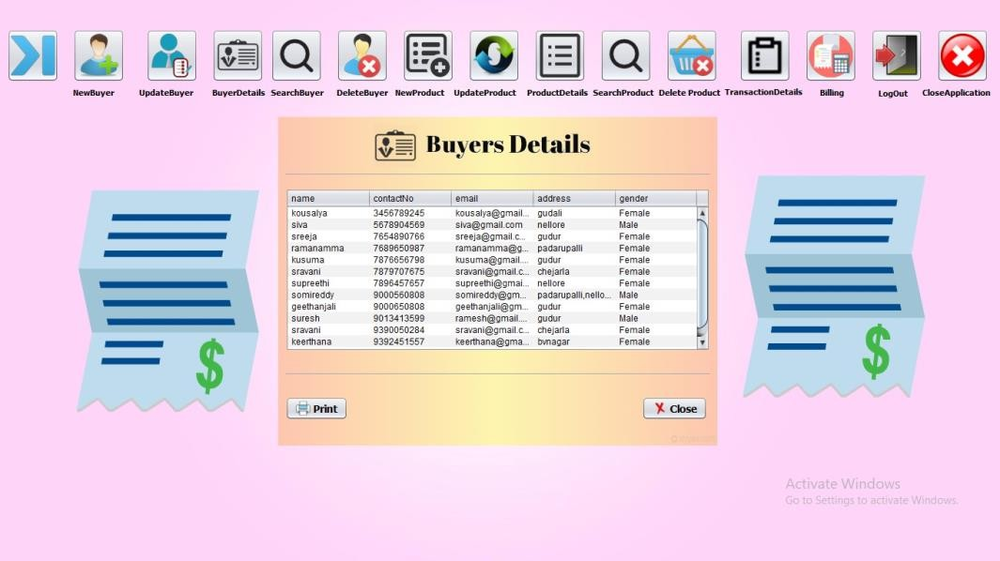 NewBuyer UpdateBuyer BuyerDetails SearchBuyer DeleteBuyer NewProduct UpdateProduct ProductDetails SearchProduct Delete Product TransactionDetails Billing LogOut CloseApplication
Buyers Details
name contactNo email address gender
kousalya 3456789245 kousalya@gmail... gudali Female
siva 5678904569 siva@gmail.com nellore Male
sreeja 7654890766 sreeja@gmail.c... gudur Female
ramanamma 7689650987 ramanamma@g... padarupalli Female
kusuma 7876656798 kusuma@gmail.... gudur Female
sravani 7879707675 sravani@gmail.c... chejarla Female
supreethi 7896457657 supreethi@gmai... nellore Female
somireddy 9000560808 somireddy@gm... padarupalli,nello... Male
geethanjali 9000650808 geethanjali@gm... gudur Female
suresh 9013413599 ramesh@gmail.... gudur Male
sravani 9390050284 sravani@gmail.c... chejarla Female
keerthana 9392451557 keerthana@gma... bvnagar Female
Print Close
$ $
Activate Windows
Go to Settings to activate Windows.